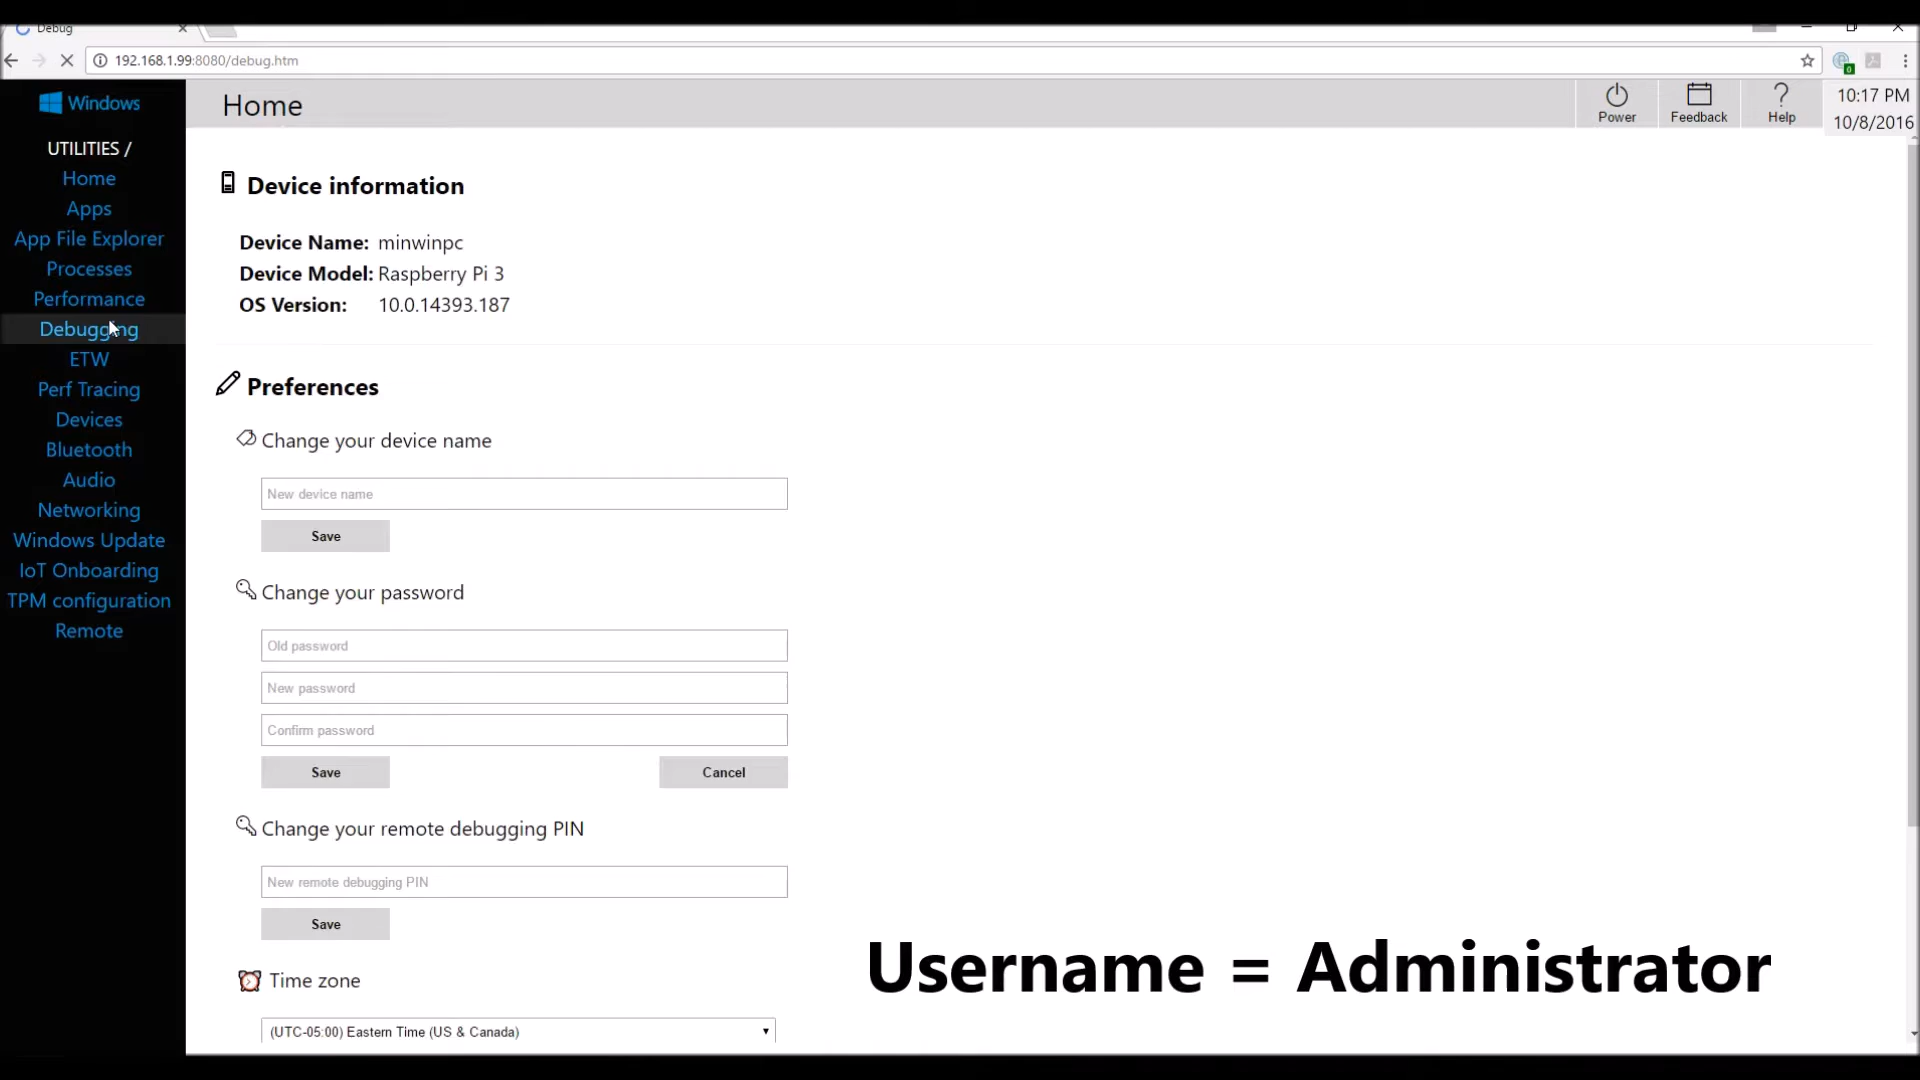 Debug
192.168.1.99:8080/debug.htm
0
Windows
UTILITIES /
Home
Apps
App File Explorer
Processes
Performance
Debugging
ETW
Perf Tracing
Devices
Bluetooth
Audio
Networking
Windows Update
IoT Onboarding
TPM configuration
Remote
Home
Power
Feedback
Help
10:17 PM
10/8/2016
Device information
Device Name: minwinpc
Device Model: Raspberry Pi 3
OS Version: 10.0.14393.187
Preferences
Change your device name
New device name
Save
Change your password
Old password
New password
Confirm password
Save Cancel
Change your remote debugging PIN
New remote debugging PIN
Save
Time zone
(UTC-05:00) Eastern Time (US & Canada)
Username = Administrator